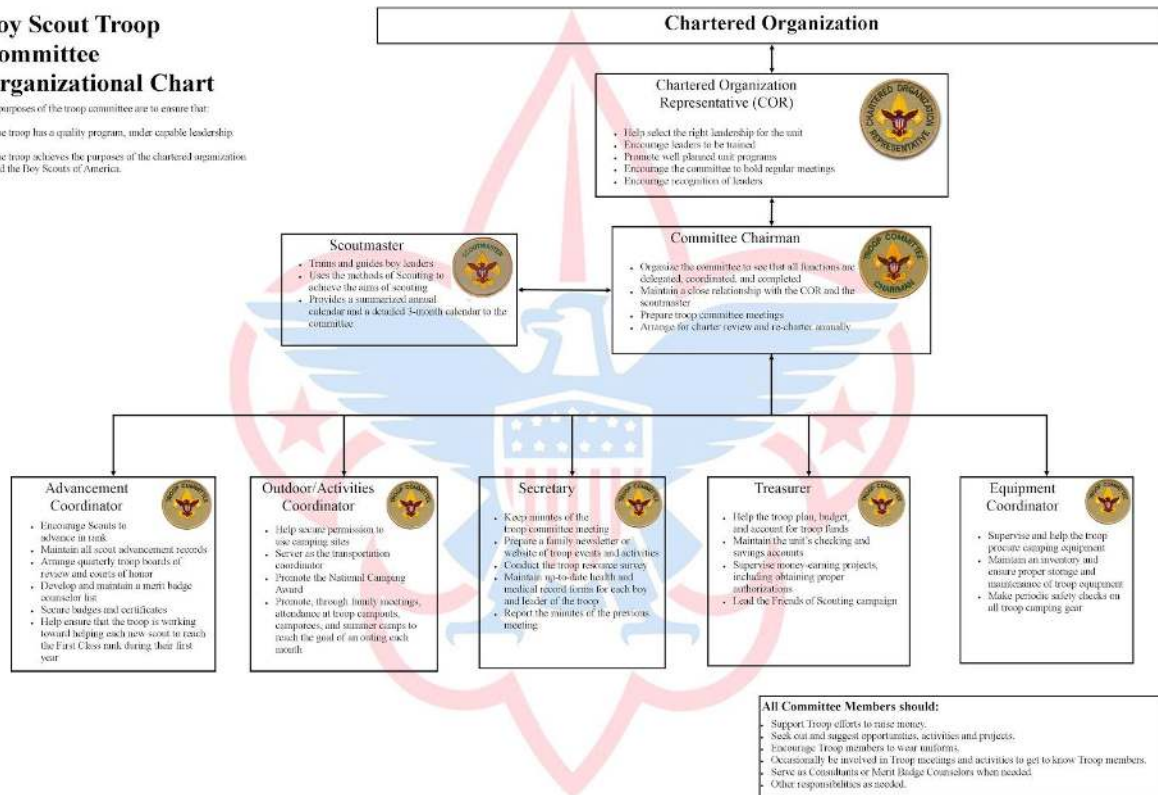 oy Scout Troop
ommittee
rganizational Chart
purposes of the troop committee are to ensure that:
e troop has a quality program, under capable leadership
e troop achieves the purposes of the chartered organization
d the Boy Scouts of America.
Chartered Organization
Chartered Organization
Representative (COR)
• Help select the right leadership for the unit
• Encourage leaders to be trained
• Promote well planned unit programs
• Encourage the committee to hold regular meetings
• Encourage recognition of leaders
CHARTERED ORGANIZATION
REPRESENTATIVE
Scoutmaster
• Trains and guides boy leaders
• Uses the methods of Scouting to
achieve the aims of scouting
• Provides a summarized annual
calendar and a detailed 3-month calendar to the
committee
SCOUTMASTER
Committee Chairman
• Organize the committee to see that all functions are
delegated, coordinated, and completed
• Maintain a close relationship with the COR and the
scoutmaster
• Prepare troop committee meetings
• Arrange for charter review and re-charter annually
TROOP COMMITTEE
CHAIRMAN
Advancement
Coordinator
• Encourage Scouts to
advance in rank
• Maintain all scout advancement records
• Arrange quarterly troop boards of
review and courts of honor
• Develop and maintain a merit badge
counselor list
• Secure badges and certificates
• Help ensure that the troop is working
toward helping each new scout to reach
the First Class rank during their first
year
TROOP COMMITTEE
Outdoor/Activities
Coordinator
• Help secure permission to
use camping sites
• Server as the transportation
coordinator
• Promote the National Camping
Award
• Promote, through family meetings,
attendance at troop campouts,
camporees, and summer camps to
reach the goal of an outing each
month
TROOP COMMITTEE
Secretary
• Keep minutes of the
troop committee meeting
• Prepare a family newsletter or
website of troop events and activities
• Conduct the troop resource survey
• Maintain up-to-date health and
medical record forms for each boy
and leader of the troop
• Report the minutes of the previous
meeting
TROOP COMMITTEE
Treasurer
• Help the troop plan, budget,
and account for troop funds
• Maintain the unit's checking and
savings accounts
• Supervise money-earning projects,
including obtaining proper
authorizations
• Lead the Friends of Scouting campaign
TROOP COMMITTEE
Equipment
Coordinator
• Supervise and help the troop
procure camping equipment
• Maintain an inventory and
ensure proper storage and
maintenance of troop equipment
• Make periodic safety checks on
all troop camping gear
TROOP COMMITTEE
All Committee Members should:
• Support Troop efforts to raise money.
• Seek out and suggest opportunities, activities and projects.
• Encourage Troop members to wear uniforms.
• Occasionally be involved in Troop meetings and activities to get to know Troop members.
• Serve as Consultants or Merit Badge Counselors when needed
• Other responsibilities as needed.